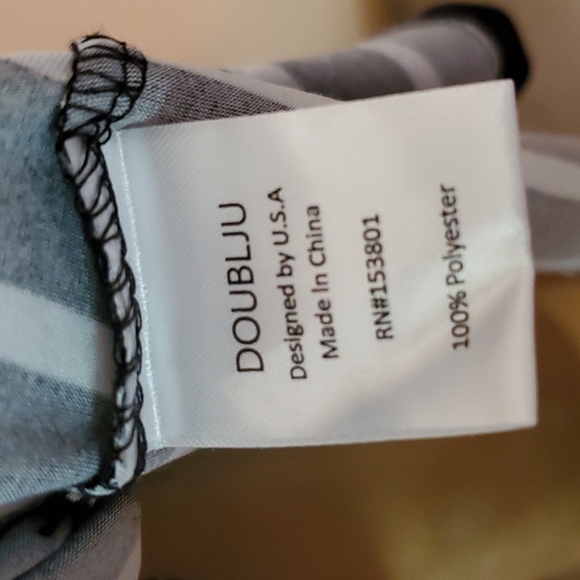 DOUBLJU
Designed by U.S.A
Made In China
RN#153801
100% Polyester